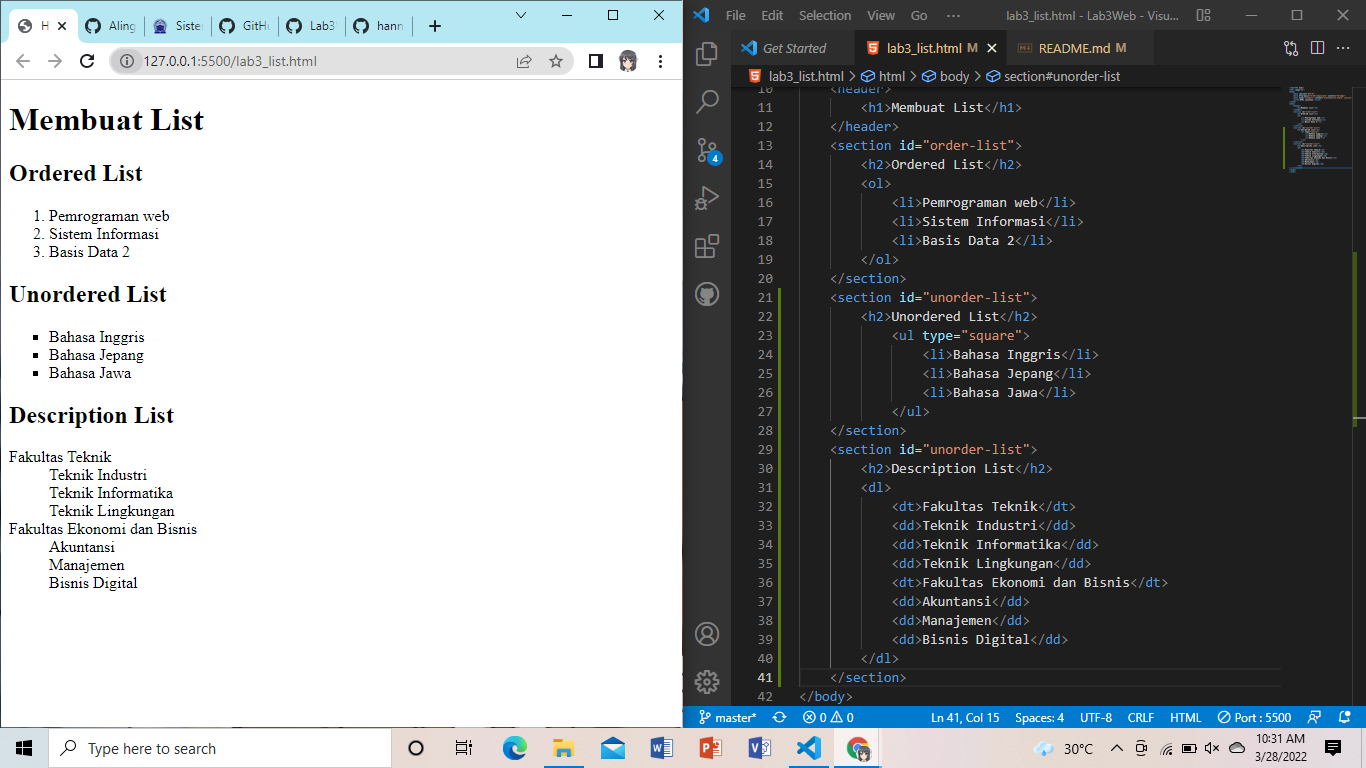 H
Aling
Siste
GitHu
Lab3
hann
127.0.0.1:5500/lab3_list.html
Membuat List
Ordered List
1. Pemrograman web
2. Sistem Informasi
3. Basis Data 2
Unordered List
Bahasa Inggris
Bahasa Jepang
Bahasa Jawa
Description List
Fakultas Teknik
Teknik Industri
Teknik Informatika
Teknik Lingkungan
Fakultas Ekonomi dan Bisnis
Akuntansi
Manajemen
Bisnis Digital
File Edit Selection View Go ··· lab3_list.html - Lab3Web - Visu...
Get Started lab3_list.html M README.md M
lab3_list.html > html > body > section#unorder-list
10 <header>
11 <h1>Membuat List</h1>
12 </header>
13 <section id="order-list">
14 <h2>Ordered List</h2>
15 <ol>
16 <li>Pemrograman web</li>
17 <li>Sistem Informasi</li>
18 <li>Basis Data 2</li>
19 </ol>
20 </section>
21 <section id="unorder-list">
22 <h2>Unordered List</h2>
23 <ul type="square">
24 <li>Bahasa Inggris</li>
25 <li>Bahasa Jepang</li>
26 <li>Bahasa Jawa</li>
27 </ul>
28 </section>
29 <section id="unorder-list">
30 <h2>Description List</h2>
31 <dl>
32 <dt>Fakultas Teknik</dt>
33 <dd>Teknik Industri</dd>
34 <dd>Teknik Informatika</dd>
35 <dd>Teknik Lingkungan</dd>
36 <dt>Fakultas Ekonomi dan Bisnis</dt>
37 <dd>Akuntansi</dd>
38 <dd>Manajemen</dd>
39 <dd>Bisnis Digital</dd>
40 </dl>
41 </section>
42 </body>
4
master* 0 0 Ln 41, Col 15 Spaces: 4 UTF-8 CRLF HTML Port : 5500
Type here to search
30°C
10:31 AM
3/28/2022